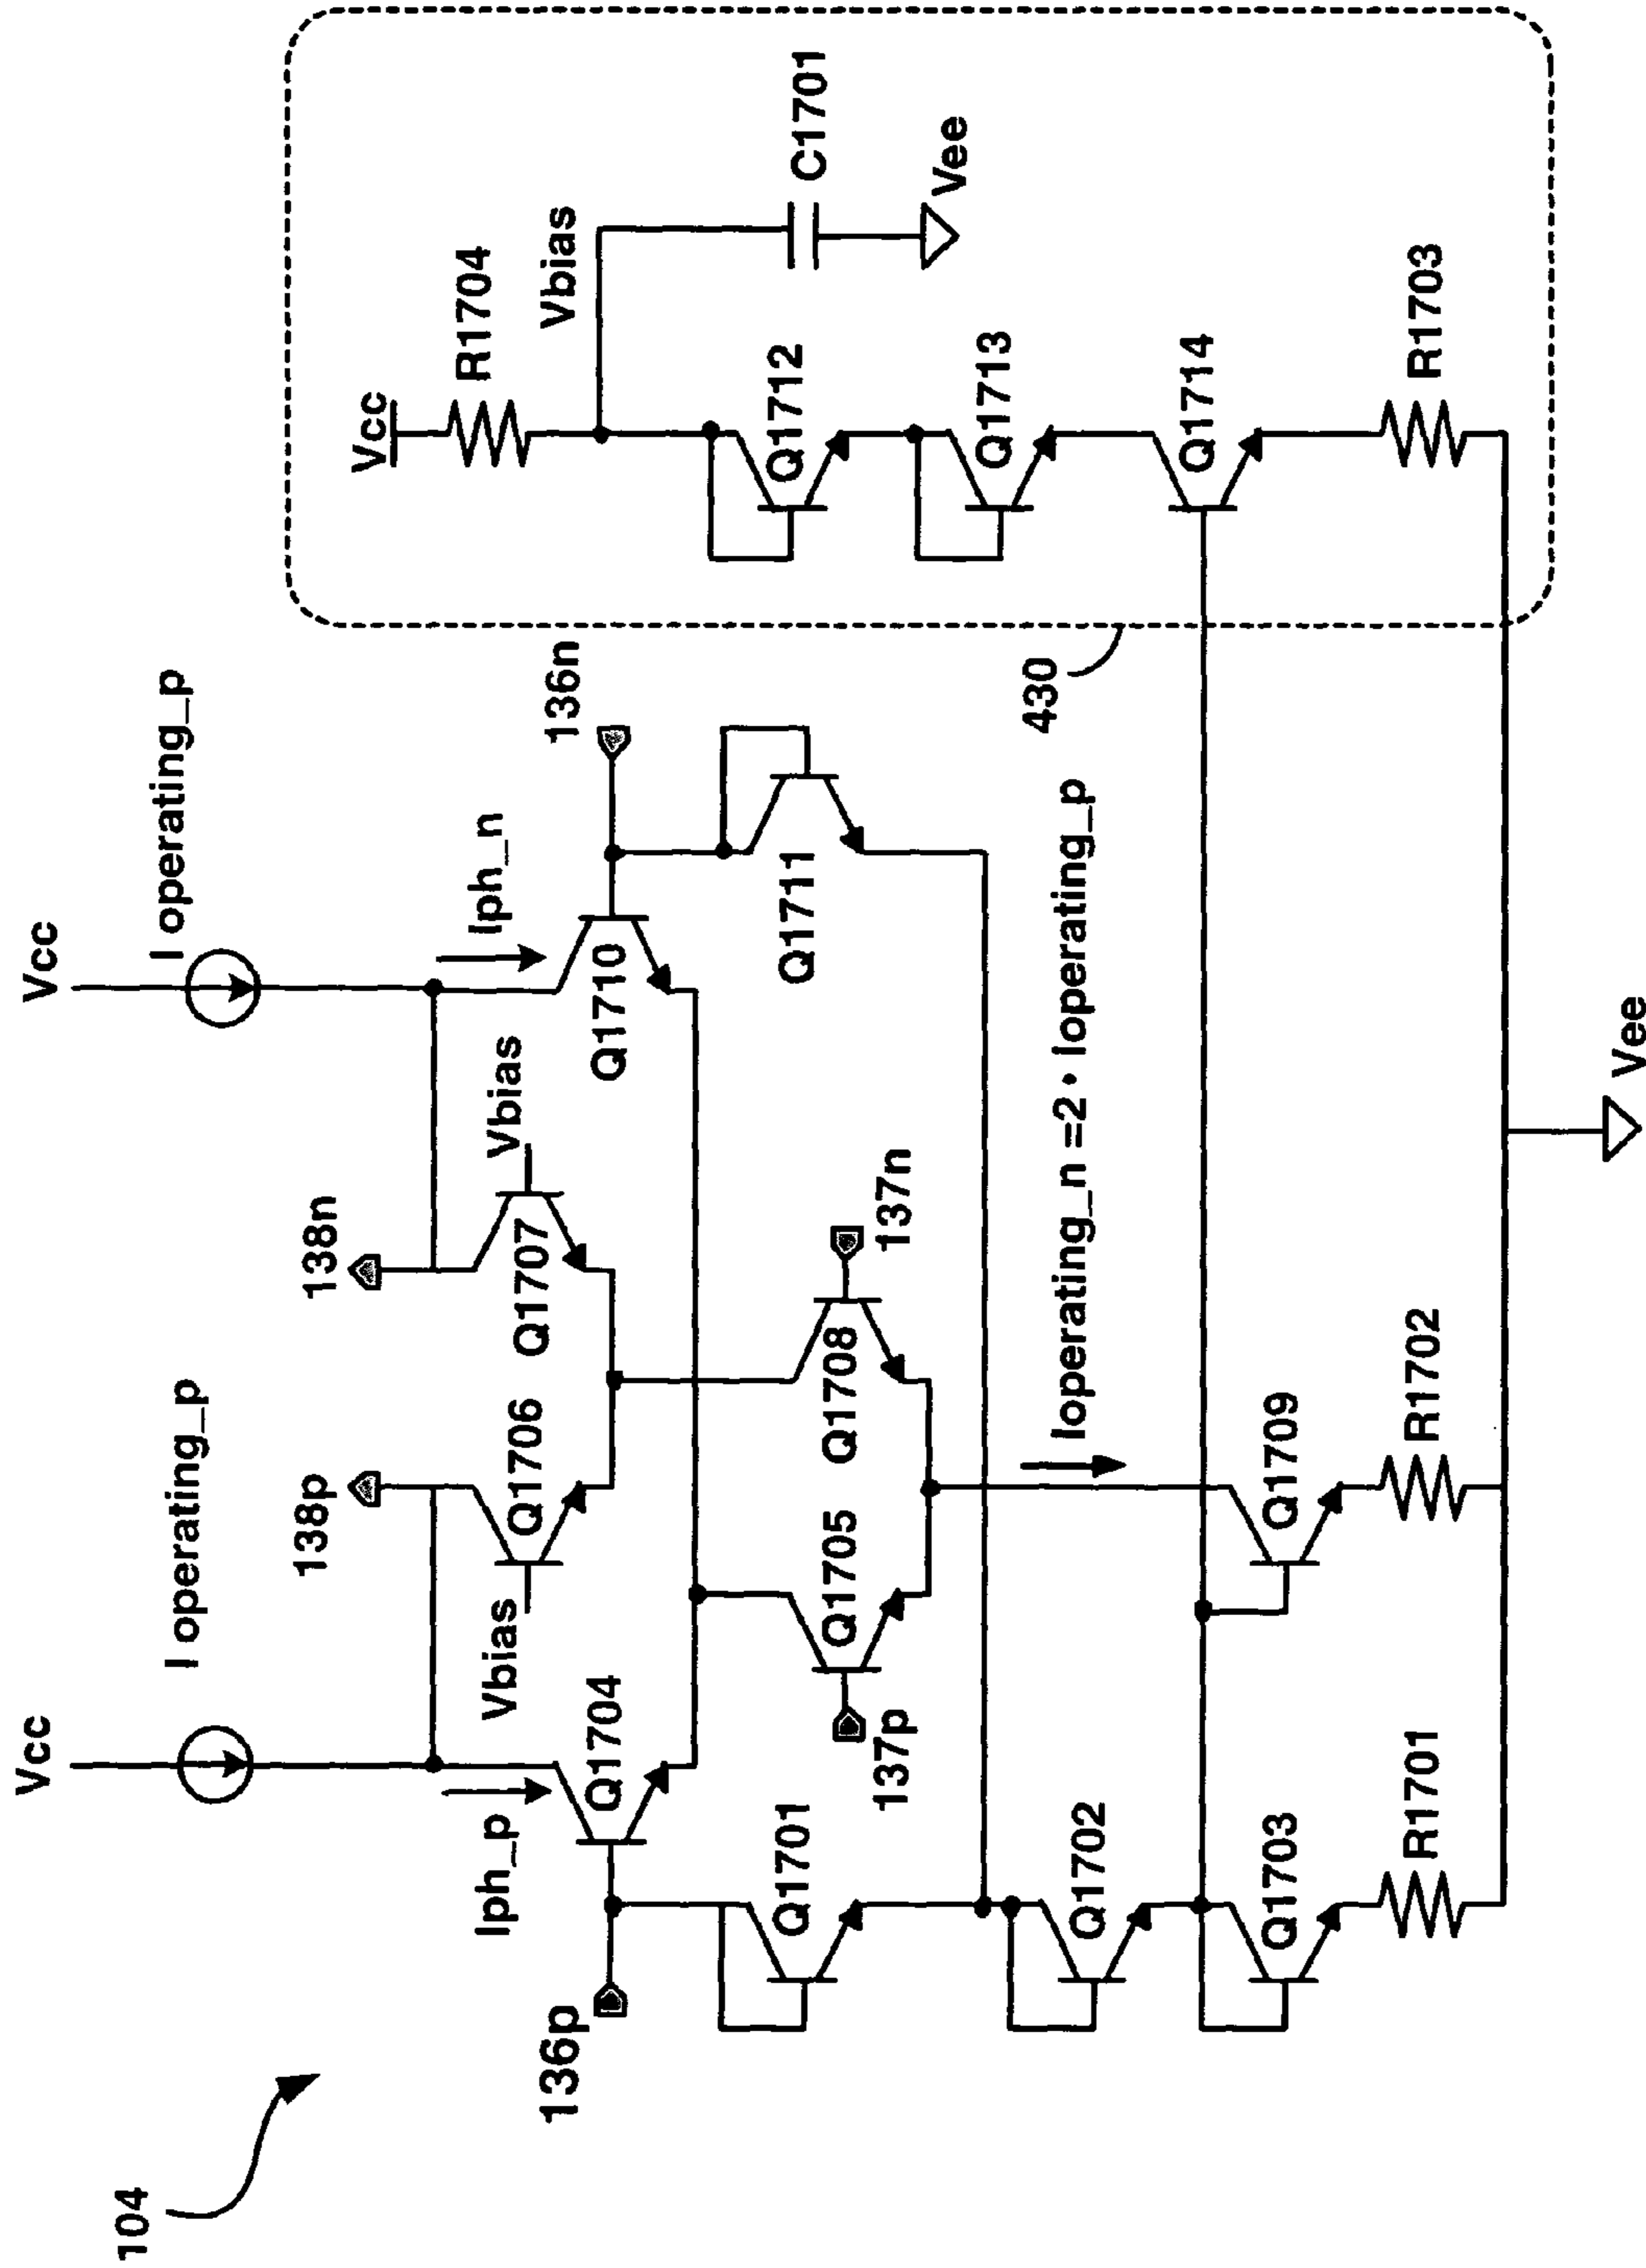 104
Vcc
I operating_p
Vcc
I operating_p
138p
138n
Iph_p
Vbias
Q1706
Q1707
Vbias
Iph_n
136p
Q1704
Q1710
136n
Q1701
137p
Q1705
Q1708
137n
Q1711
Ioperating_n =2 • Ioperating_p
Q1702
Q1703
Q1709
R1701
R1702
Vee
430
Vcc
R1704
Vbias
C1701
Vee
Q1712
Q1713
Q1714
R1703